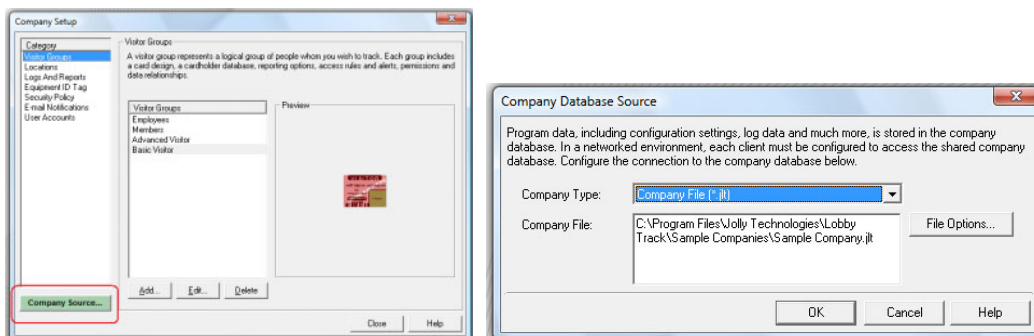 Company Setup
Category
Visitor Groups
Locations
Logs And Reports
Equipment ID Tag
Security Policy
E-mail Notifications
User Accounts
Company Source...
Visitor Groups
A visitor group represents a logical group of people whom you wish to track. Each group includes
a card design, a cardholder database, reporting options, access rules and alerts, permissions and
data relationships.
Visitor Groups
Employees
Members
Advanced Visitor
Basic Visitor
Preview
Add...
Edit...
Delete
Close
Help
Company Database Source
Program data, including configuration settings, log data and much more, is stored in the company
database. In a networked environment, each client must be configured to access the shared company
database. Configure the connection to the company database below.
Company Type:
Company File (*.jlt)
Company File:
C:\Program Files\Jolly Technologies\Lobby
Track\Sample Companies\Sample Company.jlt
File Options...
OK
Cancel
Help